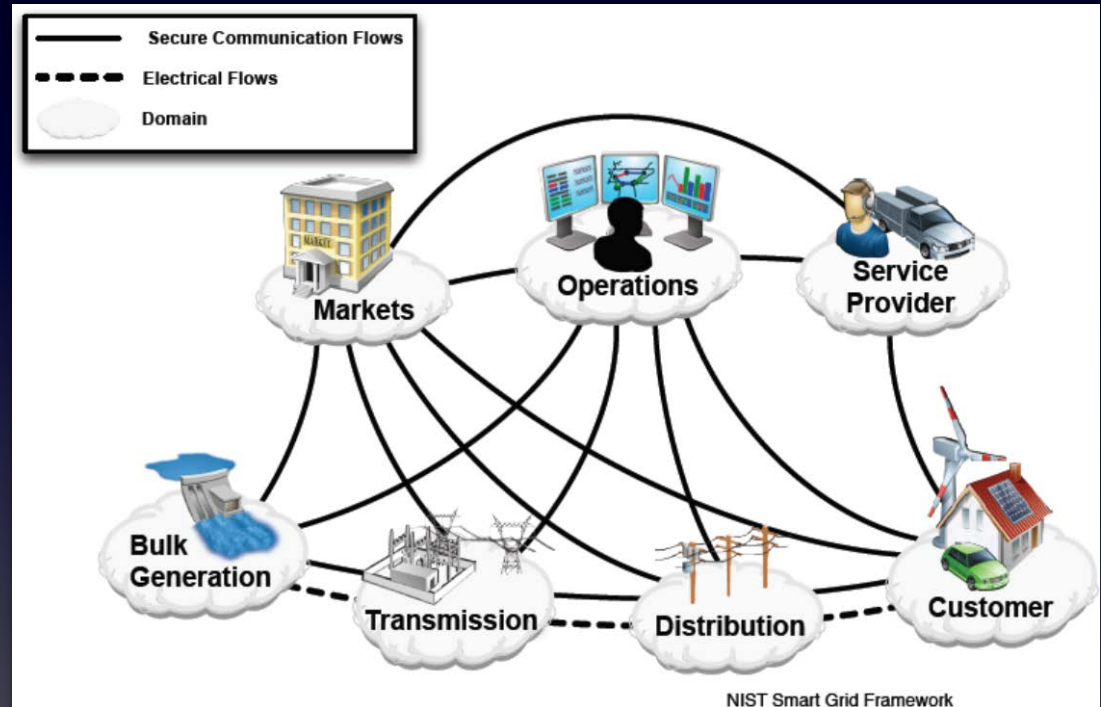 Secure Communication Flows
Electrical Flows
Domain
MARKET
Markets
Operations
Service
Provider
Bulk
Generation
Transmission
Distribution
Customer
NIST Smart Grid Framework